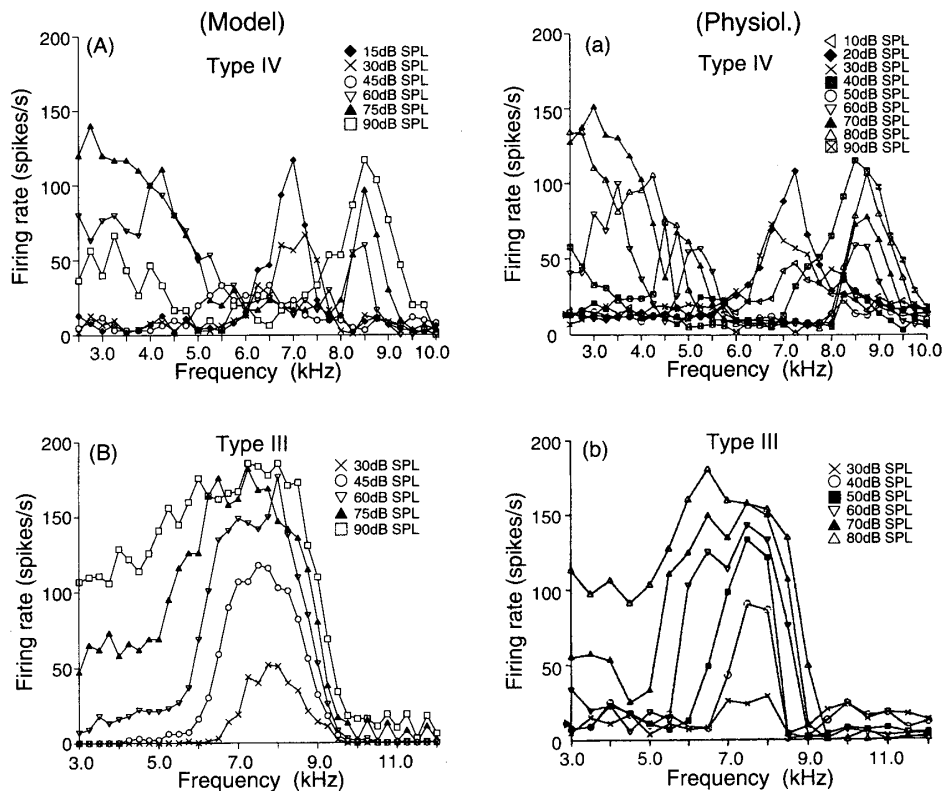 (Model)
(A)
Type IV
15dB SPL
30dB SPL
45dB SPL
60dB SPL
75dB SPL
90dB SPL
Firing rate (spikes/s)
200
150
100
50
0
3.0 4.0 5.0 6.0 7.0 8.0 9.0 10.0
Frequency (kHz)
(Physiol.)
(a)
Type IV
10dB SPL
20dB SPL
30dB SPL
40dB SPL
50dB SPL
60dB SPL
70dB SPL
80dB SPL
90dB SPL
Firing rate (spikes/s)
200
150
100
50
0
3.0 4.0 5.0 6.0 7.0 8.0 9.0 10.0
Frequency (kHz)
(B)
Type III
30dB SPL
45dB SPL
60dB SPL
75dB SPL
90dB SPL
Firing rate (spikes/s)
200
150
100
50
0
3.0 5.0 7.0 9.0 11.0
Frequency (kHz)
(b)
Type III
30dB SPL
40dB SPL
50dB SPL
60dB SPL
70dB SPL
80dB SPL
Firing rate (spikes/s)
200
150
100
50
0
3.0 5.0 7.0 9.0 11.0
Frequency (kHz)